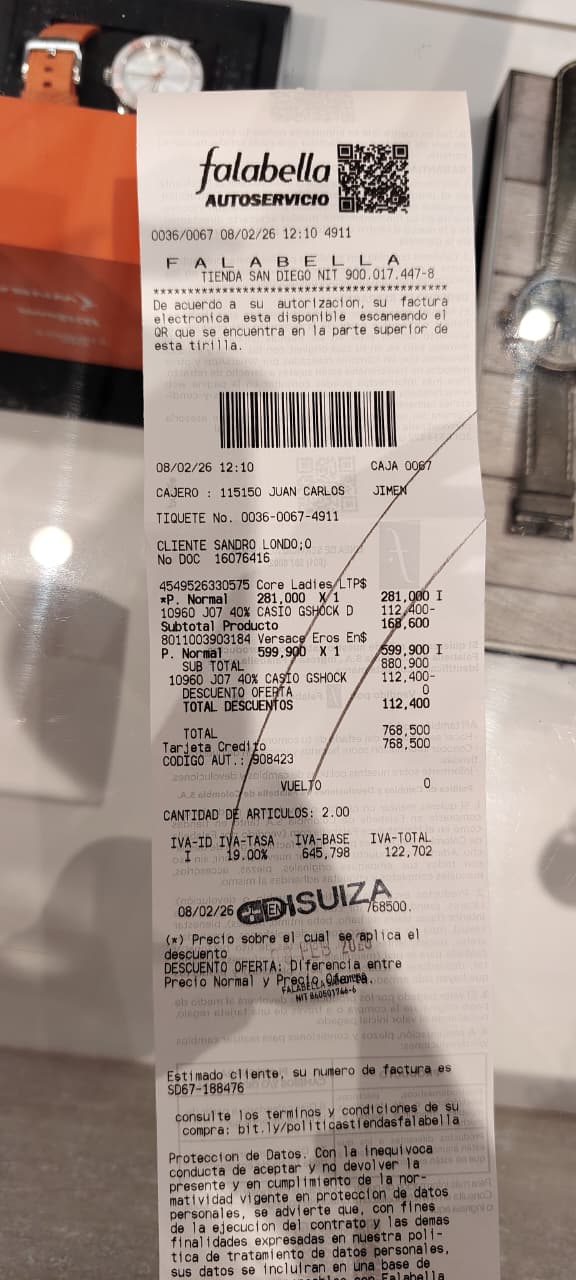 falabella
AUTOSERVICIO
0036/0067 08/02/26 12:10 4911
F A L A B E L L A
TIENDA SAN DIEGO NIT 900.017.447-8
******************************************
De acuerdo a su autorizacion, su factura
electronica esta disponible escaneando el
QR que se encuentra en la parte superior de
esta tirilla.
08/02/26 12:10 CAJA 0067
CAJERO : 115150 JUAN CARLOS JIMEN
TIQUETE No. 0036-0067-4911
CLIENTE SANDRO LONDO;O
No DOC 16076416
4549526330575 Core Ladies LTP$
*P. Normal 281,000 X 1 281,000 I
10960 J07 40% CASIO GSHOCK D 112,400-
Subtotal Producto 168,600
8011003903184 Versace Eros En$
P. Normal 599,900 X 1 599,900 I
SUB TOTAL 880,900
10960 J07 40% CASIO GSHOCK 112,400-
DESCUENTO OFERTA 0
TOTAL DESCUENTOS 112,400
TOTAL 768,500
Tarjeta Credito 768,500
CODIGO AUT.: 908423
VUELTO 0
CANTIDAD DE ARTICULOS: 2.00
IVA-ID IVA-TASA IVA-BASE IVA-TOTAL
I 19.00% 645,798 122,702
DISUIZA
08/02/26 768500.
(*) Precio sobre el cual se aplica el
descuento
DESCUENTO OFERTA: Diferencia entre
Precio Normal y Precio Oferta.
FALABELLA
Estimado cliente, su numero de factura es
SD67-188476
consulte los terminos y condiciones de su
compra: bit.ly/politicastiendasfalabella
Proteccion de Datos. Con la inequivoca
conducta de aceptar y no devolver la
presente y en cumplimiento de la nor-
matividad vigente en proteccion de datos
personales, se advierte que, con fines
de la ejecucion del contrato y las demas
finalidades expresadas en nuestra poli-
tica de tratamiento de datos personales,
sus datos se incluiran en una base de
con Falabella